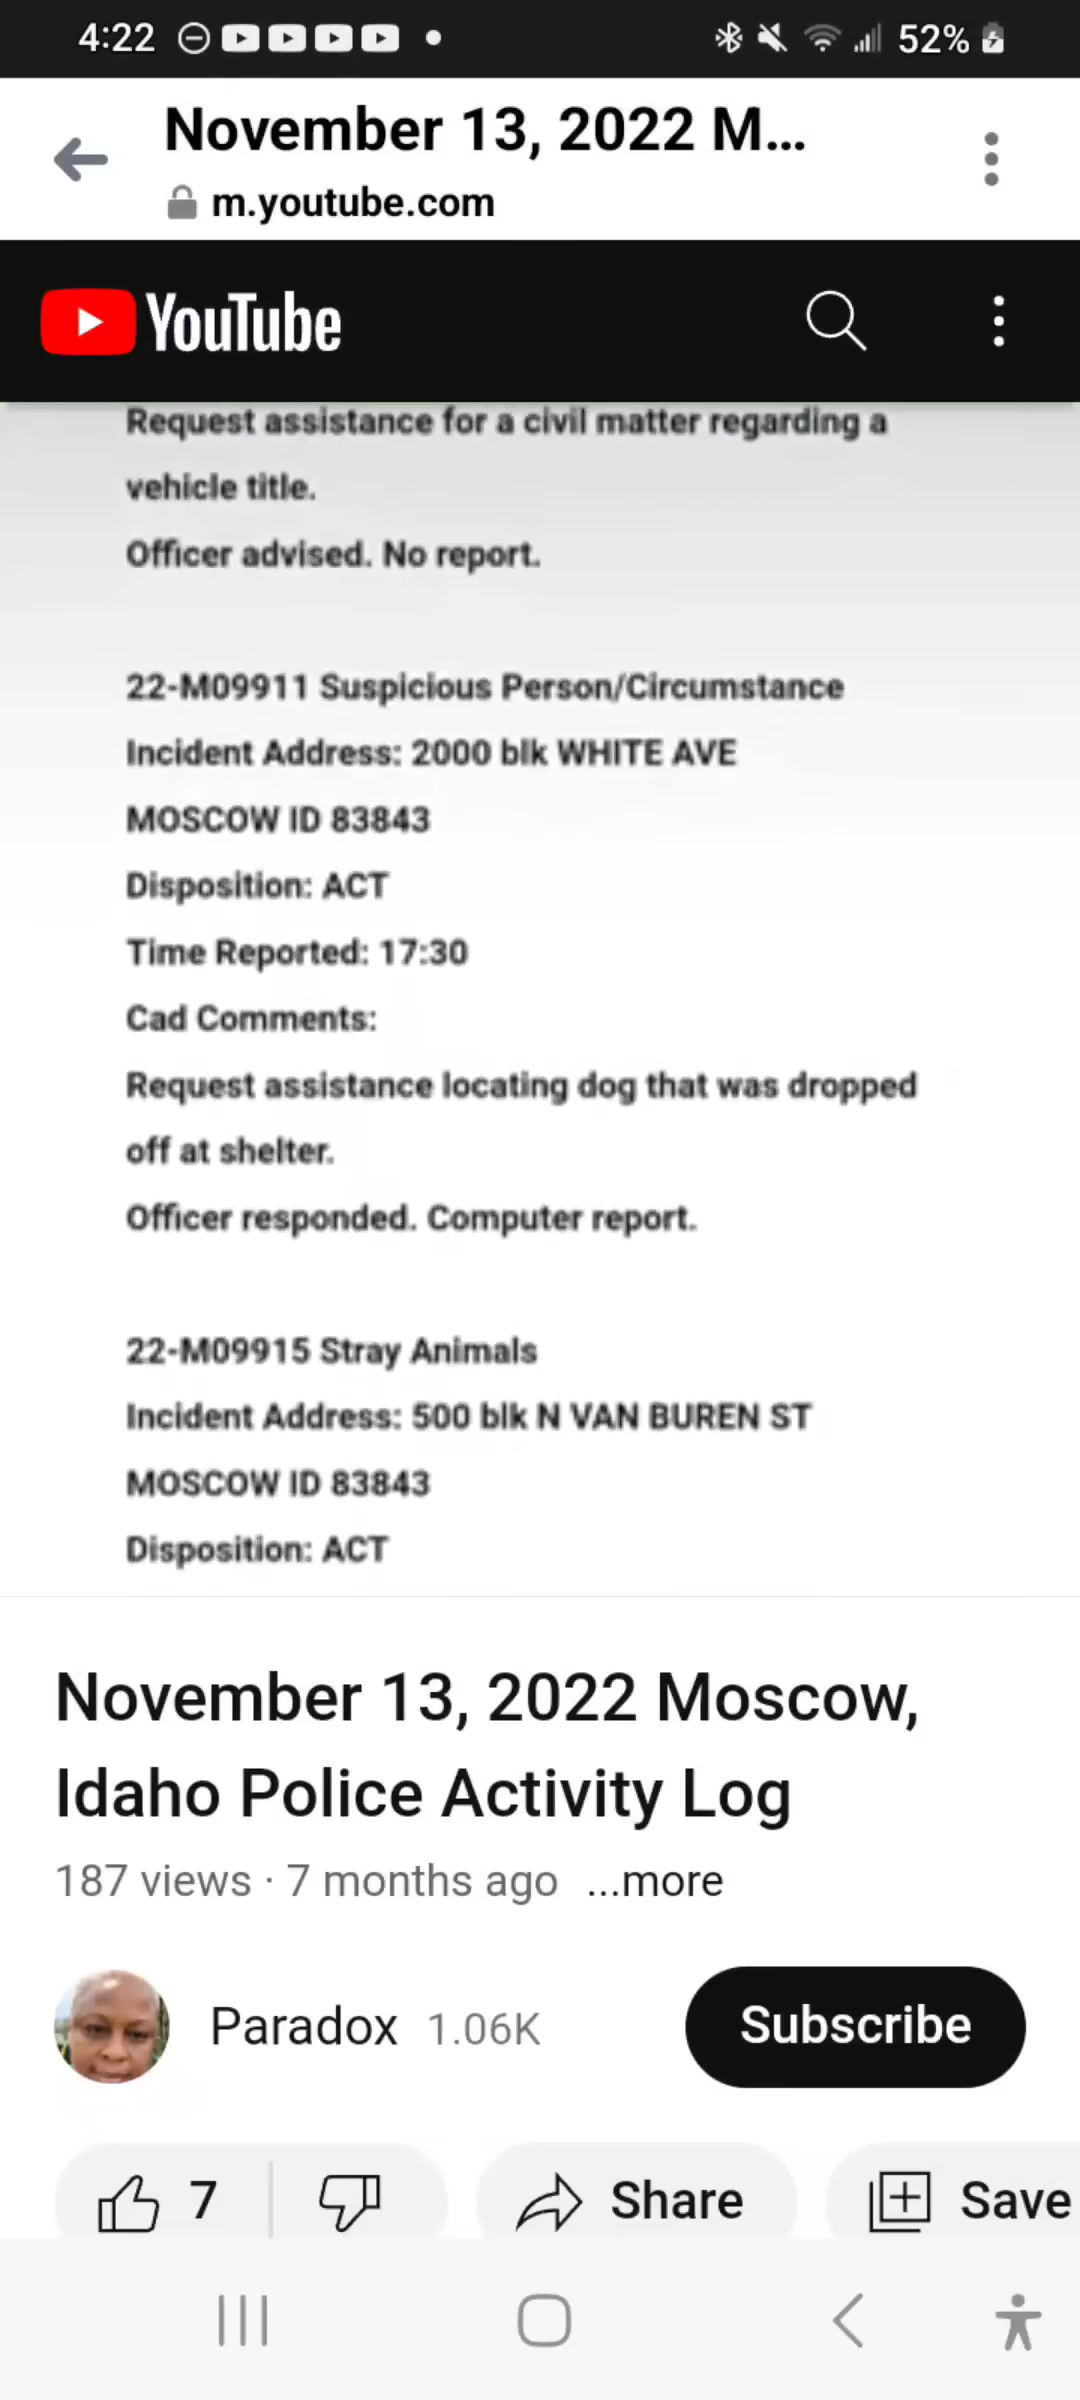 4:22
52%
November 13, 2022 M...
m.youtube.com
YouTube
Request assistance for a civil matter regarding a
vehicle title.
Officer advised. No report.
22-M09911 Suspicious Person/Circumstance
Incident Address: 2000 blk WHITE AVE
MOSCOW ID 83843
Disposition: ACT
Time Reported: 17:30
Cad Comments:
Request assistance locating dog that was dropped
off at shelter.
Officer responded. Computer report.
22-M09915 Stray Animals
Incident Address: 500 blk N VAN BUREN ST
MOSCOW ID 83843
Disposition: ACT
November 13, 2022 Moscow,
Idaho Police Activity Log
187 views · 7 months ago ...more
Paradox 1.06K Subscribe
7 Share Save